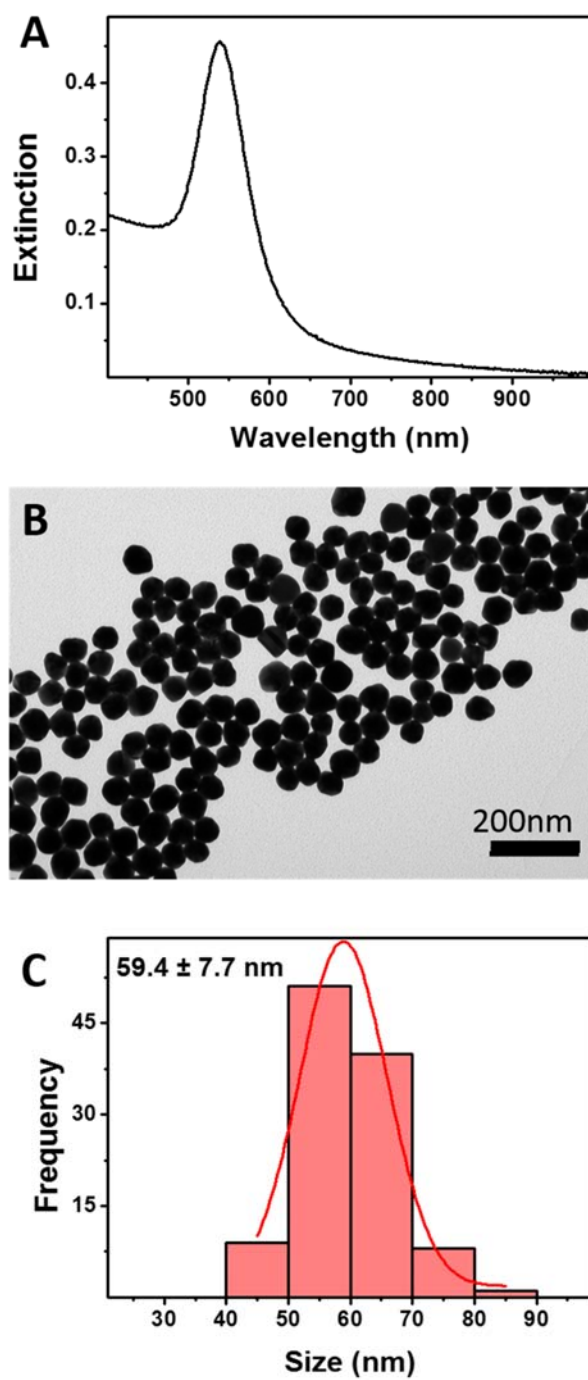 A
0.4
0.3
0.2
0.1
Extinction
500 600 700 800 900
Wavelength (nm)
B
200nm
C
59.4 ± 7.7 nm
45
30
15
Frequency
30 40 50 60 70 80 90
Size (nm)